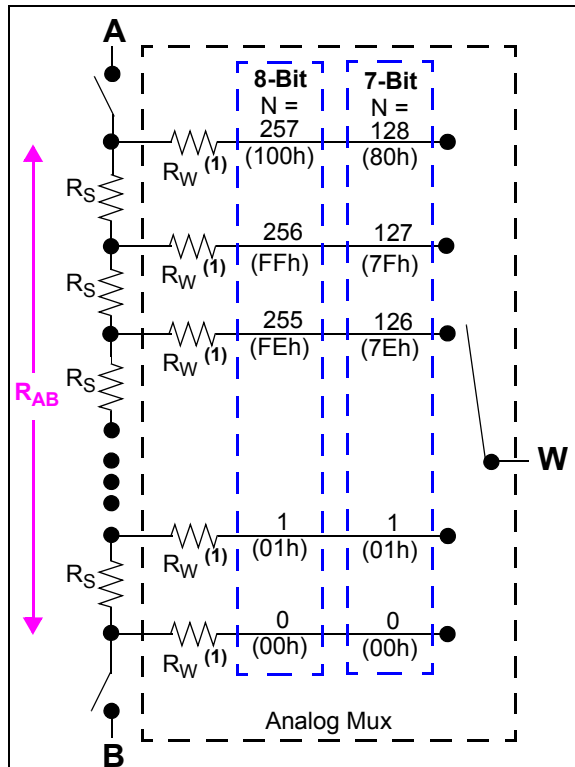 A
8-Bit
N =
7-Bit
N =
257
(100h)
128
(80h)
RW (1)
RS
256
(FFh)
127
(7Fh)
RW (1)
RS
255
(FEh)
126
(7Eh)
RW (1)
RS
RAB
W
1
(01h)
1
(01h)
RW (1)
RS
0
(00h)
0
(00h)
RW (1)
Analog Mux
B